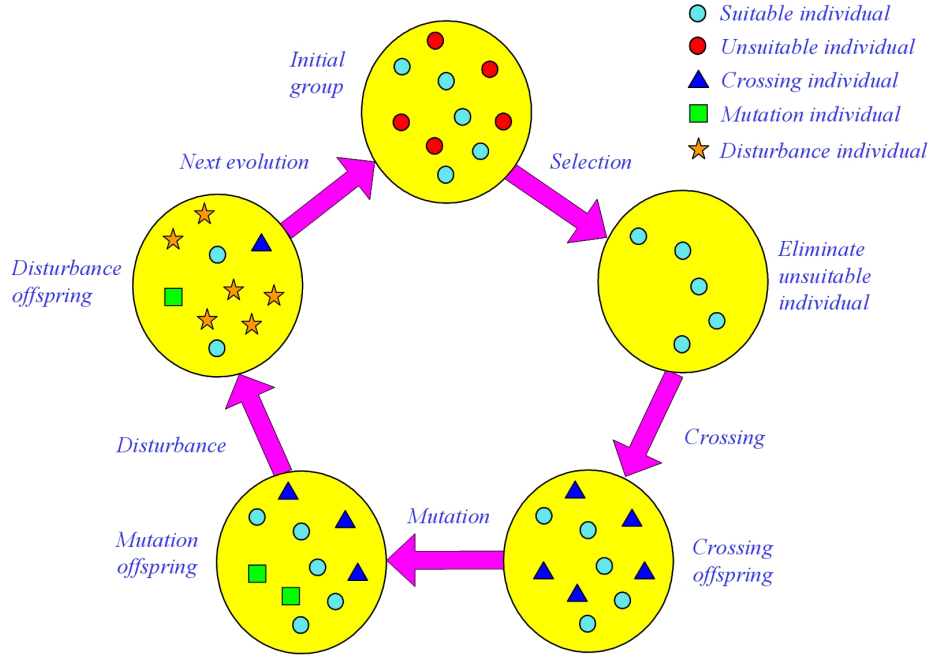 Suitable individual
Unsuitable individual
Crossing individual
Mutation individual
Disturbance individual
Initial
group
Next evolution
Selection
Disturbance
offspring
Eliminate
unsuitable
individual
Disturbance
Crossing
Mutation
Mutation
offspring
Crossing
offspring